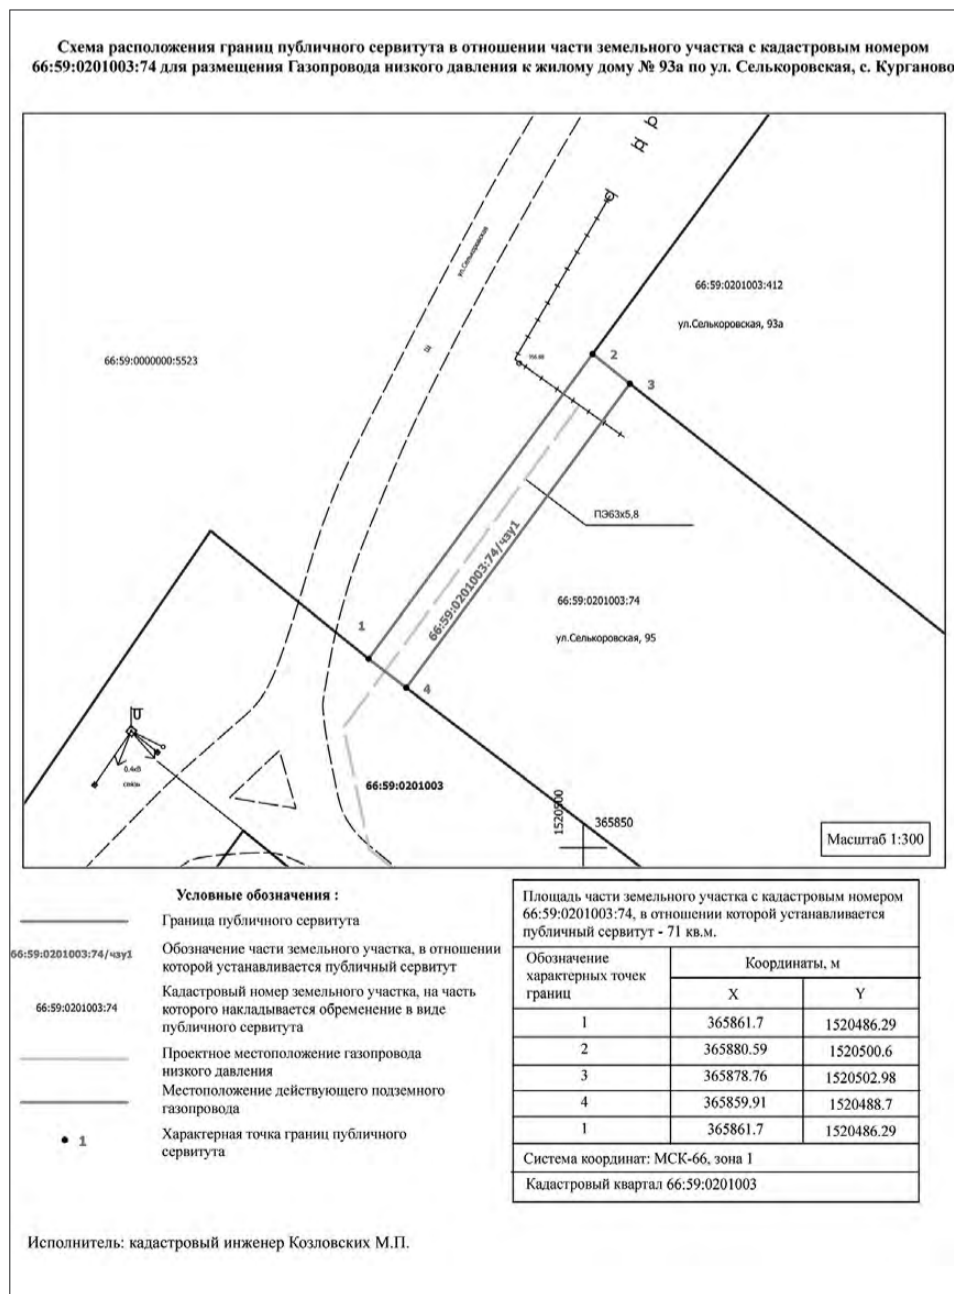 Схема расположения границ публичного сервитута в отношении части земельного участка с кадастровым номером
66:59:0201003:74 для размещения Газопровода низкого давления к жилому дому № 93а по ул. Селькоровская, с. Курганово
66:59:0201003:412
ул.Селькоровская
ул.Селькоровская, 93а
66:59:0000000:5523
2
3
ПЭ63х5,8
66:59:0201003:74/чзу1
66:59:0201003:74
1
ул.Селькоровская, 95
4
0.4кВ
связи
66:59:0201003
1520500
365850
Масштаб 1:300
Условные обозначения :
Граница публичного сервитута
66:59:0201003:74/чзу1
Обозначение части земельного участка, в отношении
которой устанавливается публичный сервитут
66:59:0201003:74
Кадастровый номер земельного участка, на часть
которого накладывается обременение в виде
публичного сервитута
Проектное местоположение газопровода
низкого давления
Местоположение действующего подземного
газопровода
1
Характерная точка границ публичного
сервитута
Площадь части земельного участка с кадастровым номером
66:59:0201003:74, в отношении которой устанавливается
публичный сервитут - 71 кв.м.
Обозначение
характерных точек
границ
Координаты, м
X Y
1 365861.7 1520486.29
2 365880.59 1520500.6
3 365878.76 1520502.98
4 365859.91 1520488.7
1 365861.7 1520486.29
Система координат: МСК-66, зона 1
Кадастровый квартал 66:59:0201003
Исполнитель: кадастровый инженер Козловских М.П.